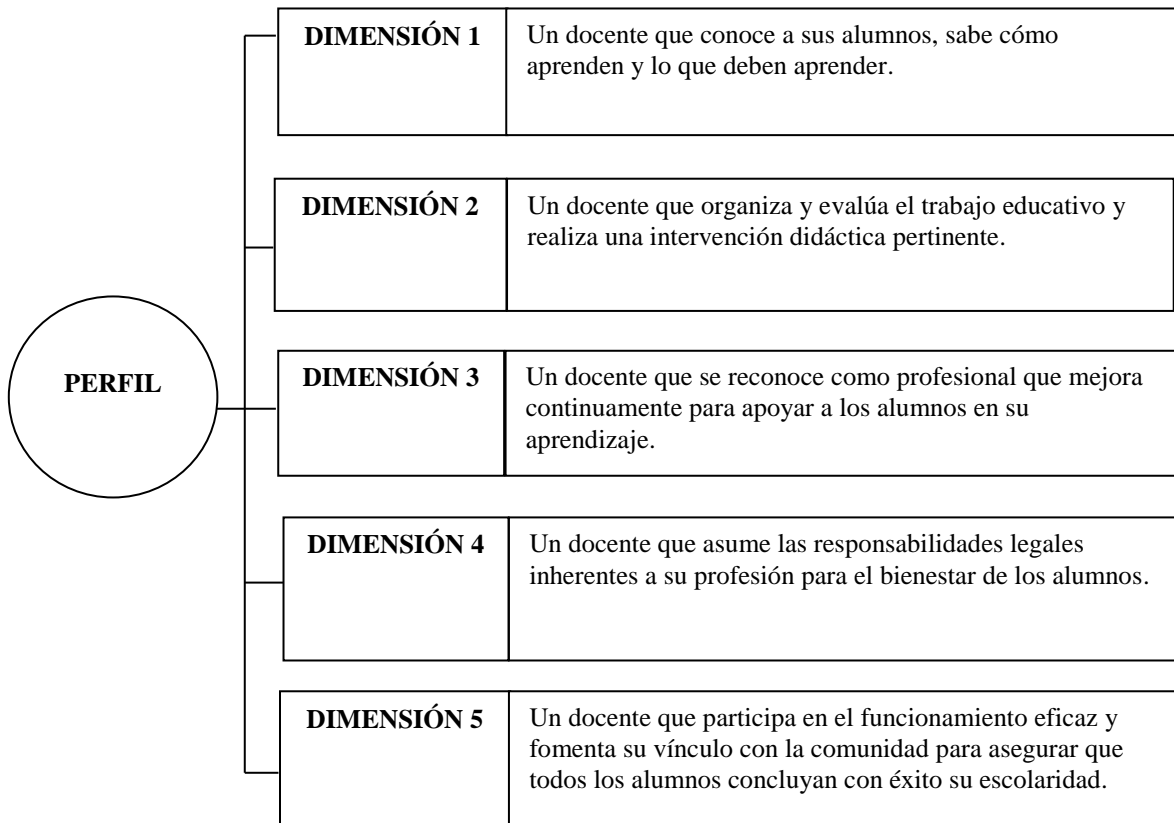 DIMENSIÓN 1
Un docente que conoce a sus alumnos, sabe cómo
aprenden y lo que deben aprender.
DIMENSIÓN 2
Un docente que organiza y evalúa el trabajo educativo y
realiza una intervención didáctica pertinente.
PERFIL
DIMENSIÓN 3
Un docente que se reconoce como profesional que mejora
continuamente para apoyar a los alumnos en su
aprendizaje.
DIMENSIÓN 4
Un docente que asume las responsabilidades legales
inherentes a su profesión para el bienestar de los alumnos.
DIMENSIÓN 5
Un docente que participa en el funcionamiento eficaz y
fomenta su vínculo con la comunidad para asegurar que
todos los alumnos concluyan con éxito su escolaridad.